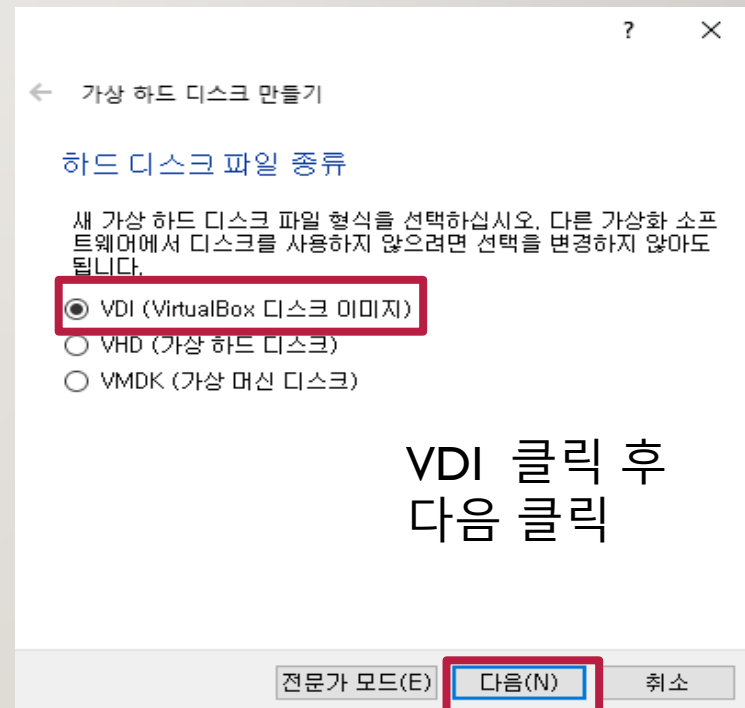 ?
가상 하드 디스크 만들기
하드 디스크 파일 종류
새 가상 하드 디스크 파일 형식을 선택하십시오. 다른 가상화 소프
트웨어에서 디스크를 사용하지 않으려면 선택을 변경하지 않아도
됩니다.
VDI (VirtualBox 디스크 이미지)
VHD (가상 하드 디스크)
VMDK (가상 머신 디스크)
VDI 클릭 후
다음 클릭
전문가 모드(E) 다음(N) 취소